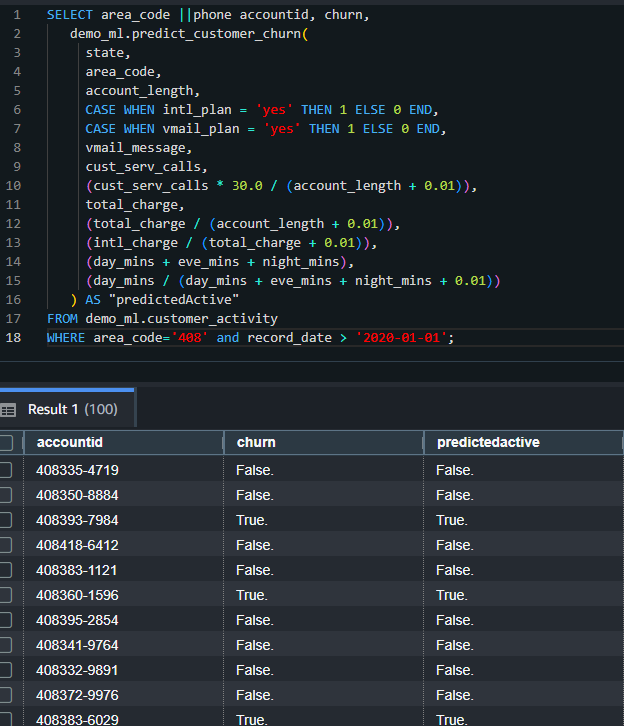 1 SELECT area_code ||phone accountid, churn,
2 demo_ml.predict_customer_churn(
3 state,
4 area_code,
5 account_length,
6 CASE WHEN intl_plan = 'yes' THEN 1 ELSE 0 END,
7 CASE WHEN vmail_plan = 'yes' THEN 1 ELSE 0 END,
8 vmail_message,
9 cust_serv_calls,
10 (cust_serv_calls * 30.0 / (account_length + 0.01)),
11 total_charge,
12 (total_charge / (account_length + 0.01)),
13 (intl_charge / (total_charge + 0.01)),
14 (day_mins + eve_mins + night_mins),
15 (day_mins / (day_mins + eve_mins + night_mins + 0.01))
16 ) AS "predictedActive"
17 FROM demo_ml.customer_activity
18 WHERE area_code='408' and record_date > '2020-01-01';
Result 1 (100)
accountid churn predictedactive
408335-4719 False. False.
408350-8884 False. False.
408393-7984 True. True.
408418-6412 False. False.
408383-1121 False. False.
408360-1596 True. True.
408395-2854 False. False.
408341-9764 False. False.
408332-9891 False. False.
408372-9976 False. False.
408383-6029 True. True.